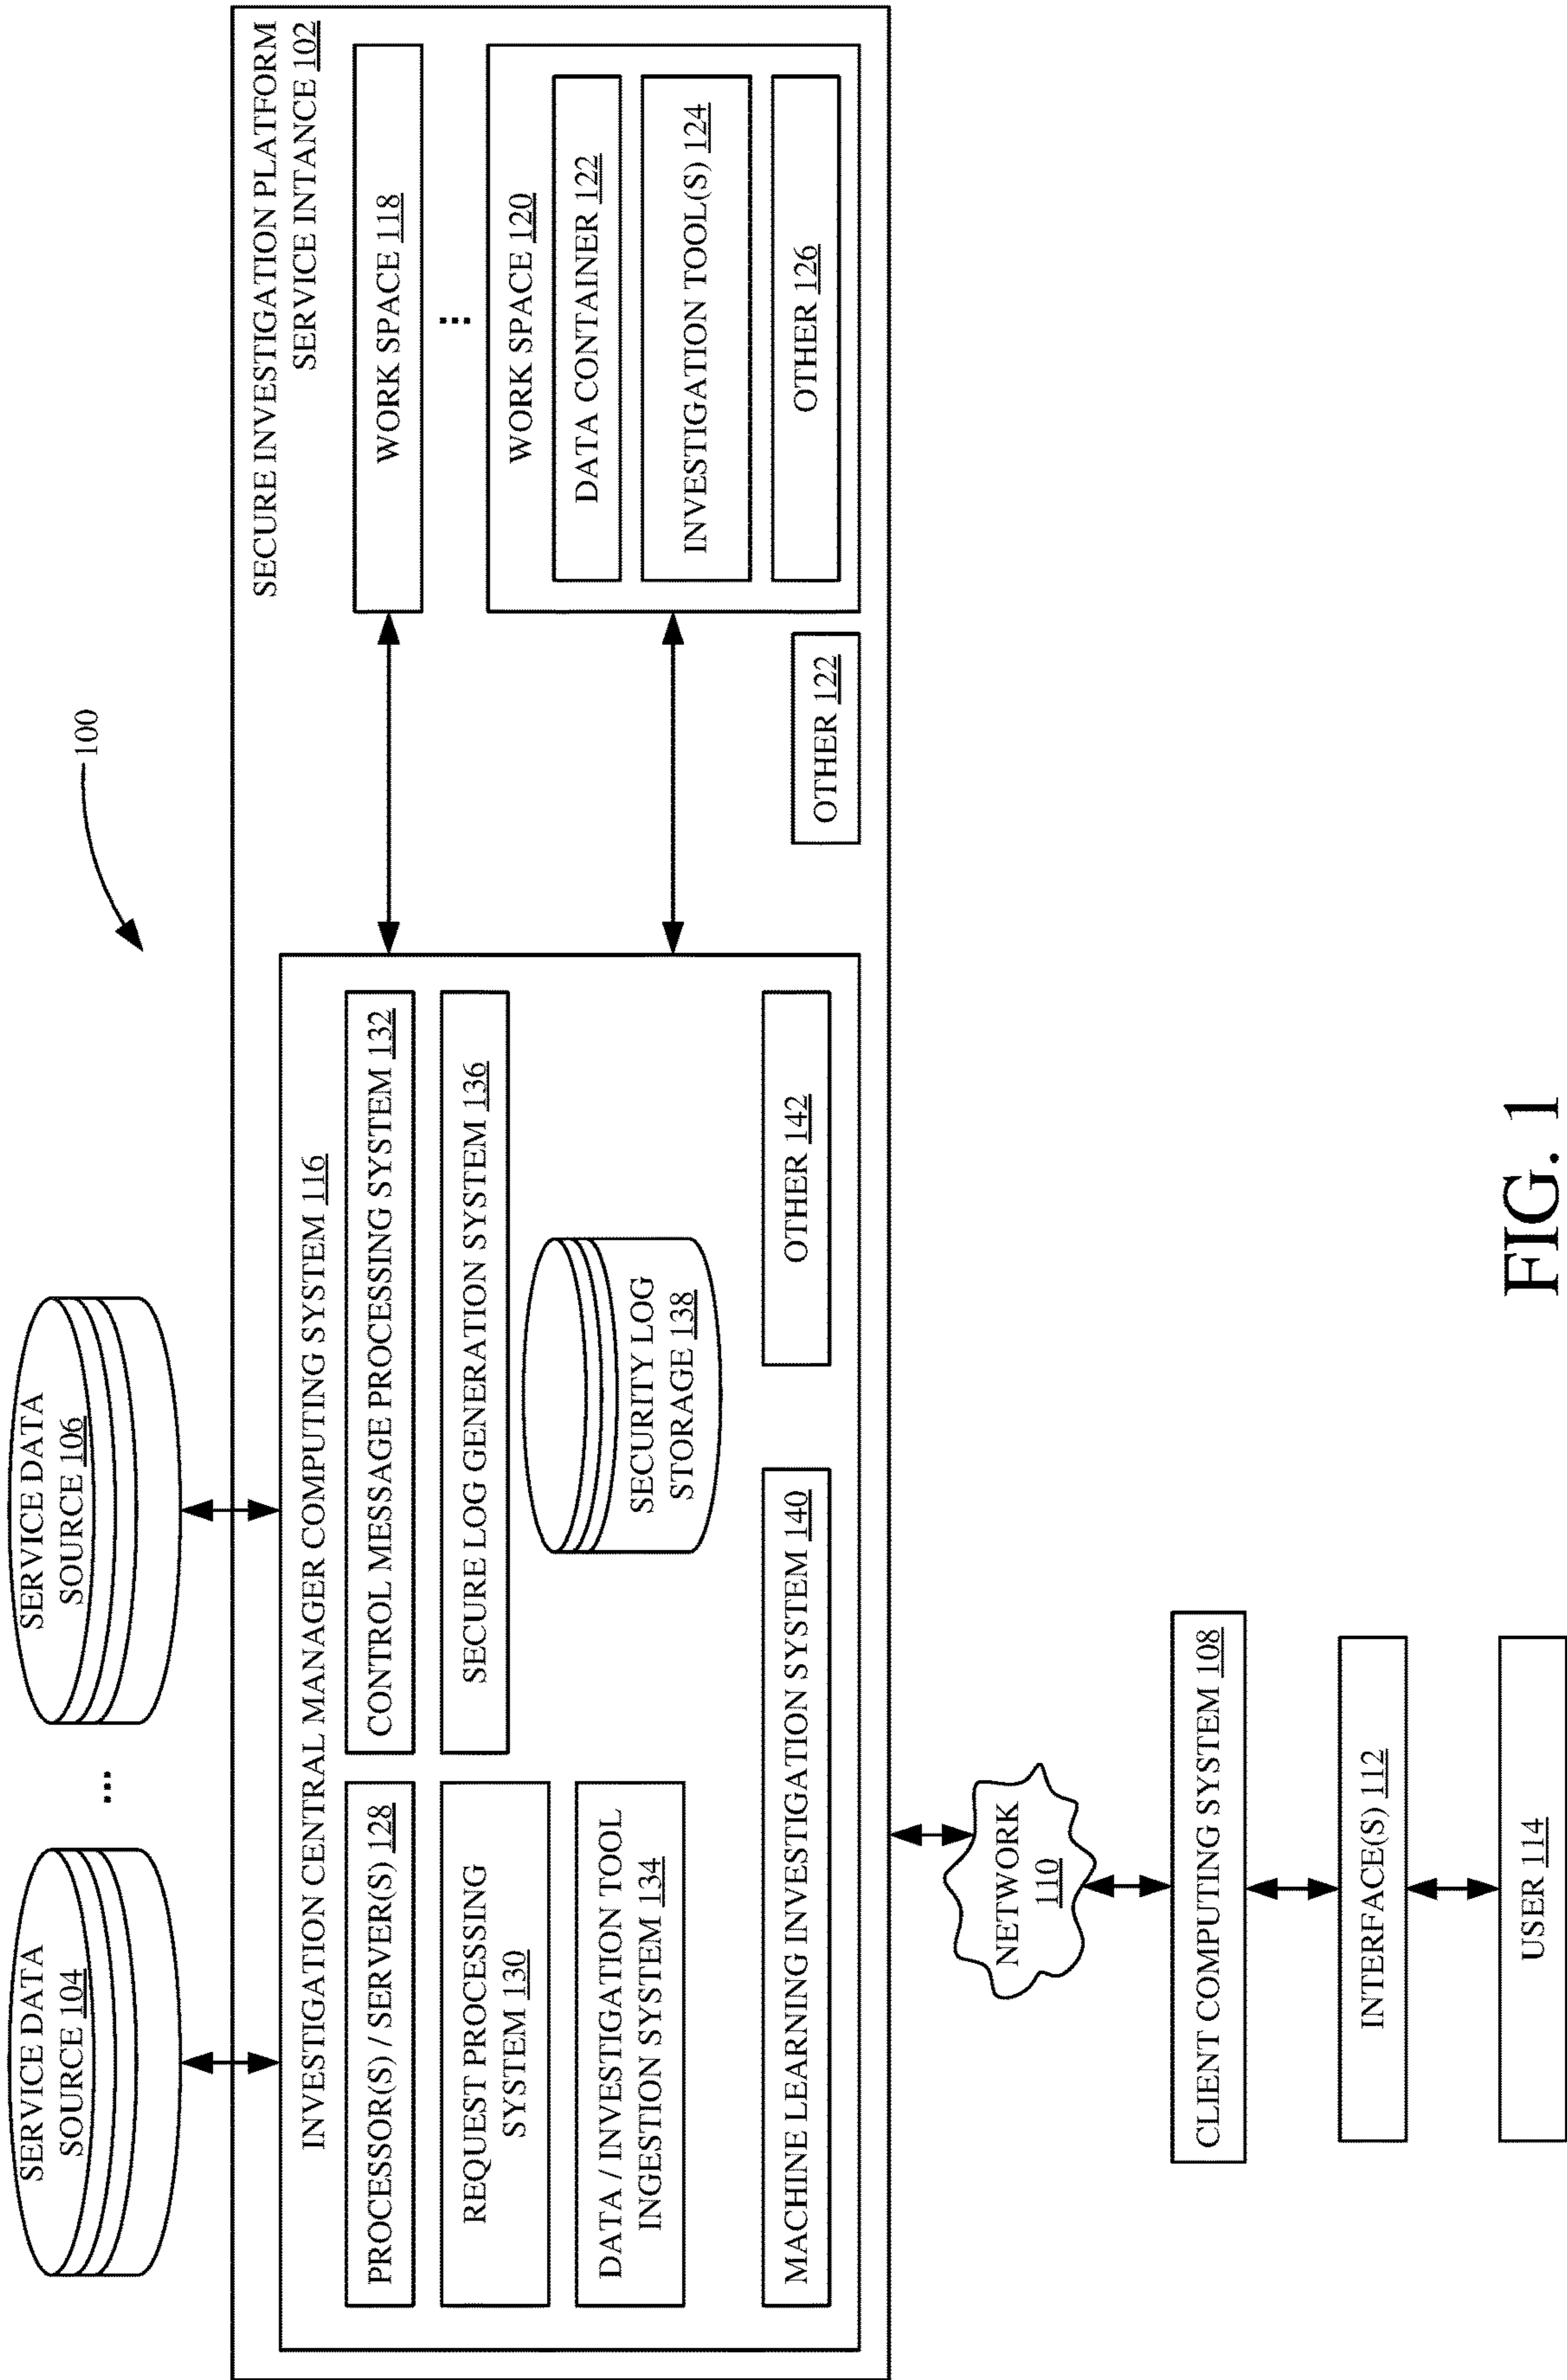 100
SERVICE DATA
SOURCE 104
...
SERVICE DATA
SOURCE 106
SECURE INVESTIGATION PLATFORM
SERVICE INTANCE 102
INVESTIGATION CENTRAL MANAGER COMPUTING SYSTEM 116
PROCESSOR(S) / SERVER(S) 128
CONTROL MESSAGE PROCESSING SYSTEM 132
REQUEST PROCESSING
SYSTEM 130
SECURE LOG GENERATION SYSTEM 136
DATA / INVESTIGATION TOOL
INGESTION SYSTEM 134
SECURITY LOG
STORAGE 138
MACHINE LEARNING INVESTIGATION SYSTEM 140
OTHER 142
WORK SPACE 118
...
WORK SPACE 120
DATA CONTAINER 122
INVESTIGATION TOOL(S) 124
OTHER 126
OTHER 122
NETWORK
110
CLIENT COMPUTING SYSTEM 108
INTERFACE(S) 112
USER 114
FIG. 1